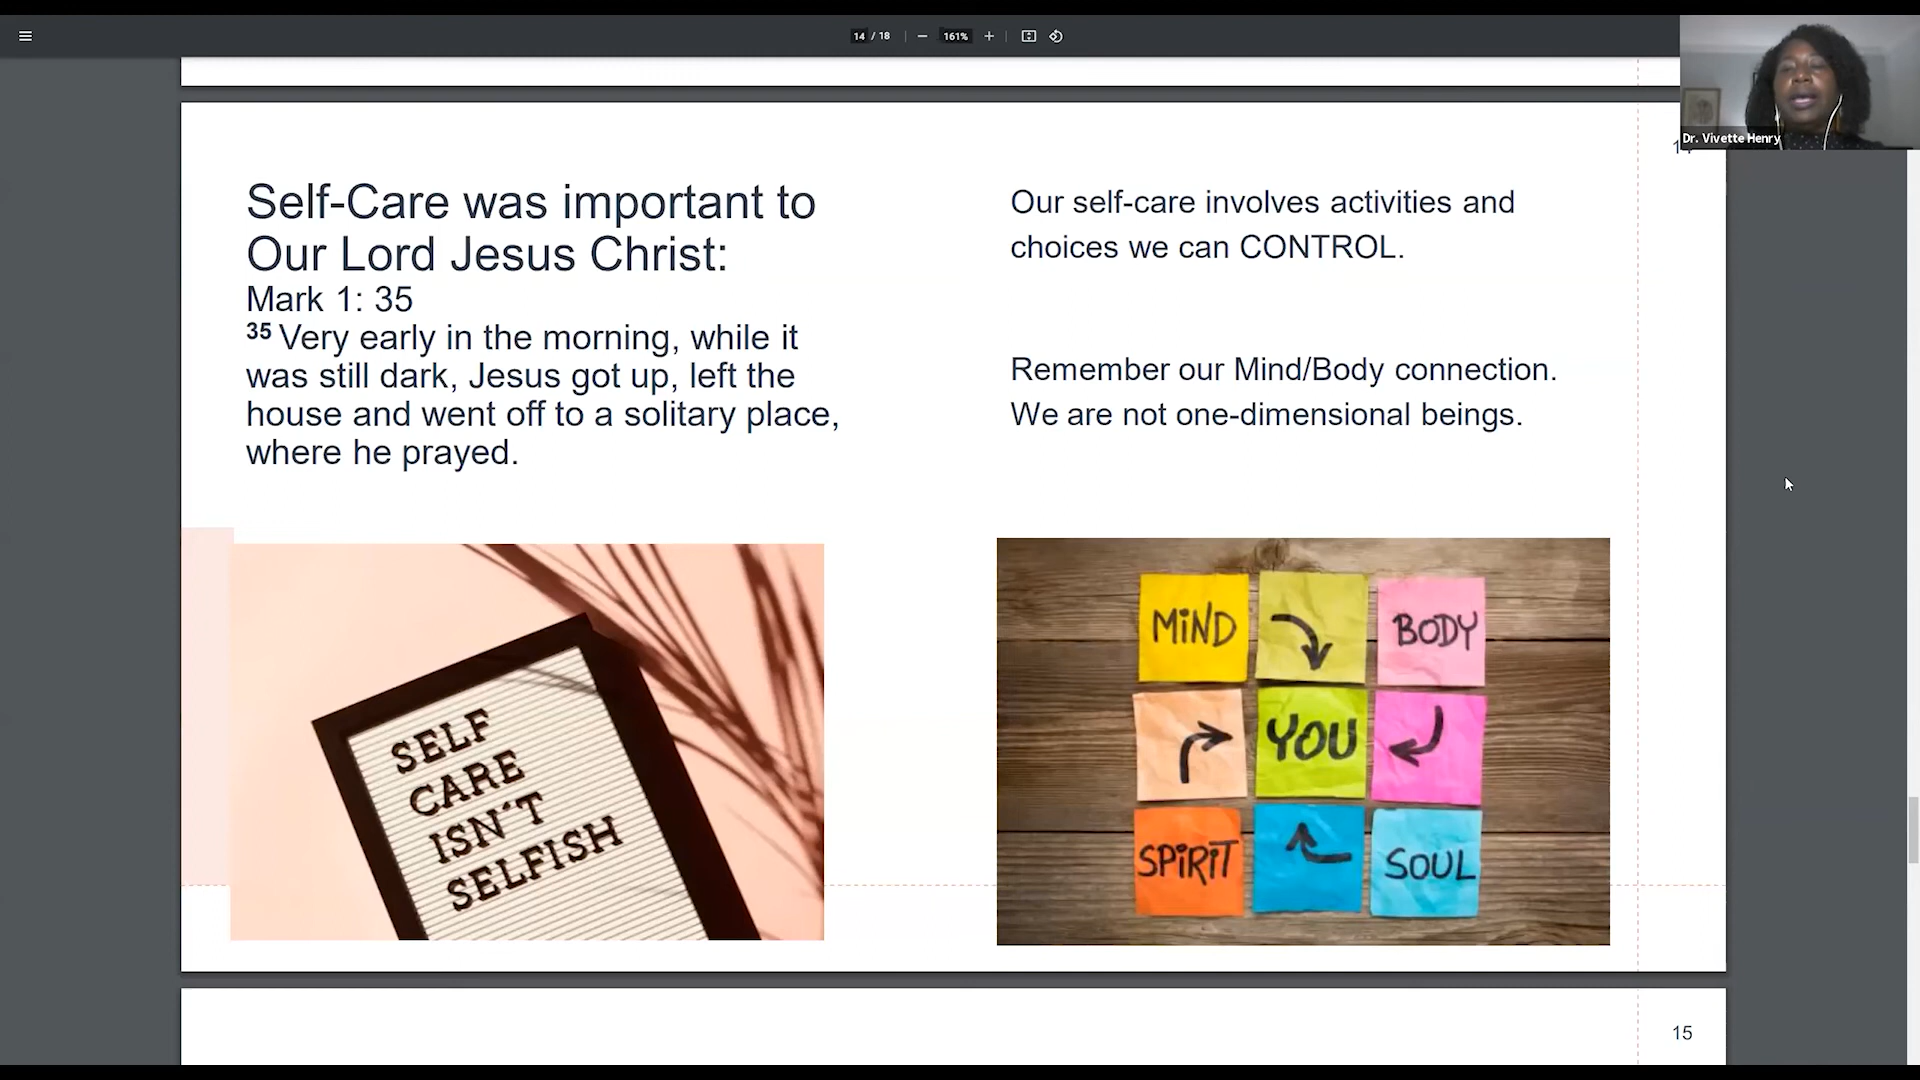 14 / 18
161%
Dr. Vivette Henry
Self-Care was important to
Our Lord Jesus Christ:
Mark 1: 35
35 Very early in the morning, while it
was still dark, Jesus got up, left the
house and went off to a solitary place,
where he prayed.
Our self-care involves activities and
choices we can CONTROL.
Remember our Mind/Body connection.
We are not one-dimensional beings.
SELF
CARE
ISN'T
SELFISH
MiND
BODY
YOU
SPiRiT
SOUL
15